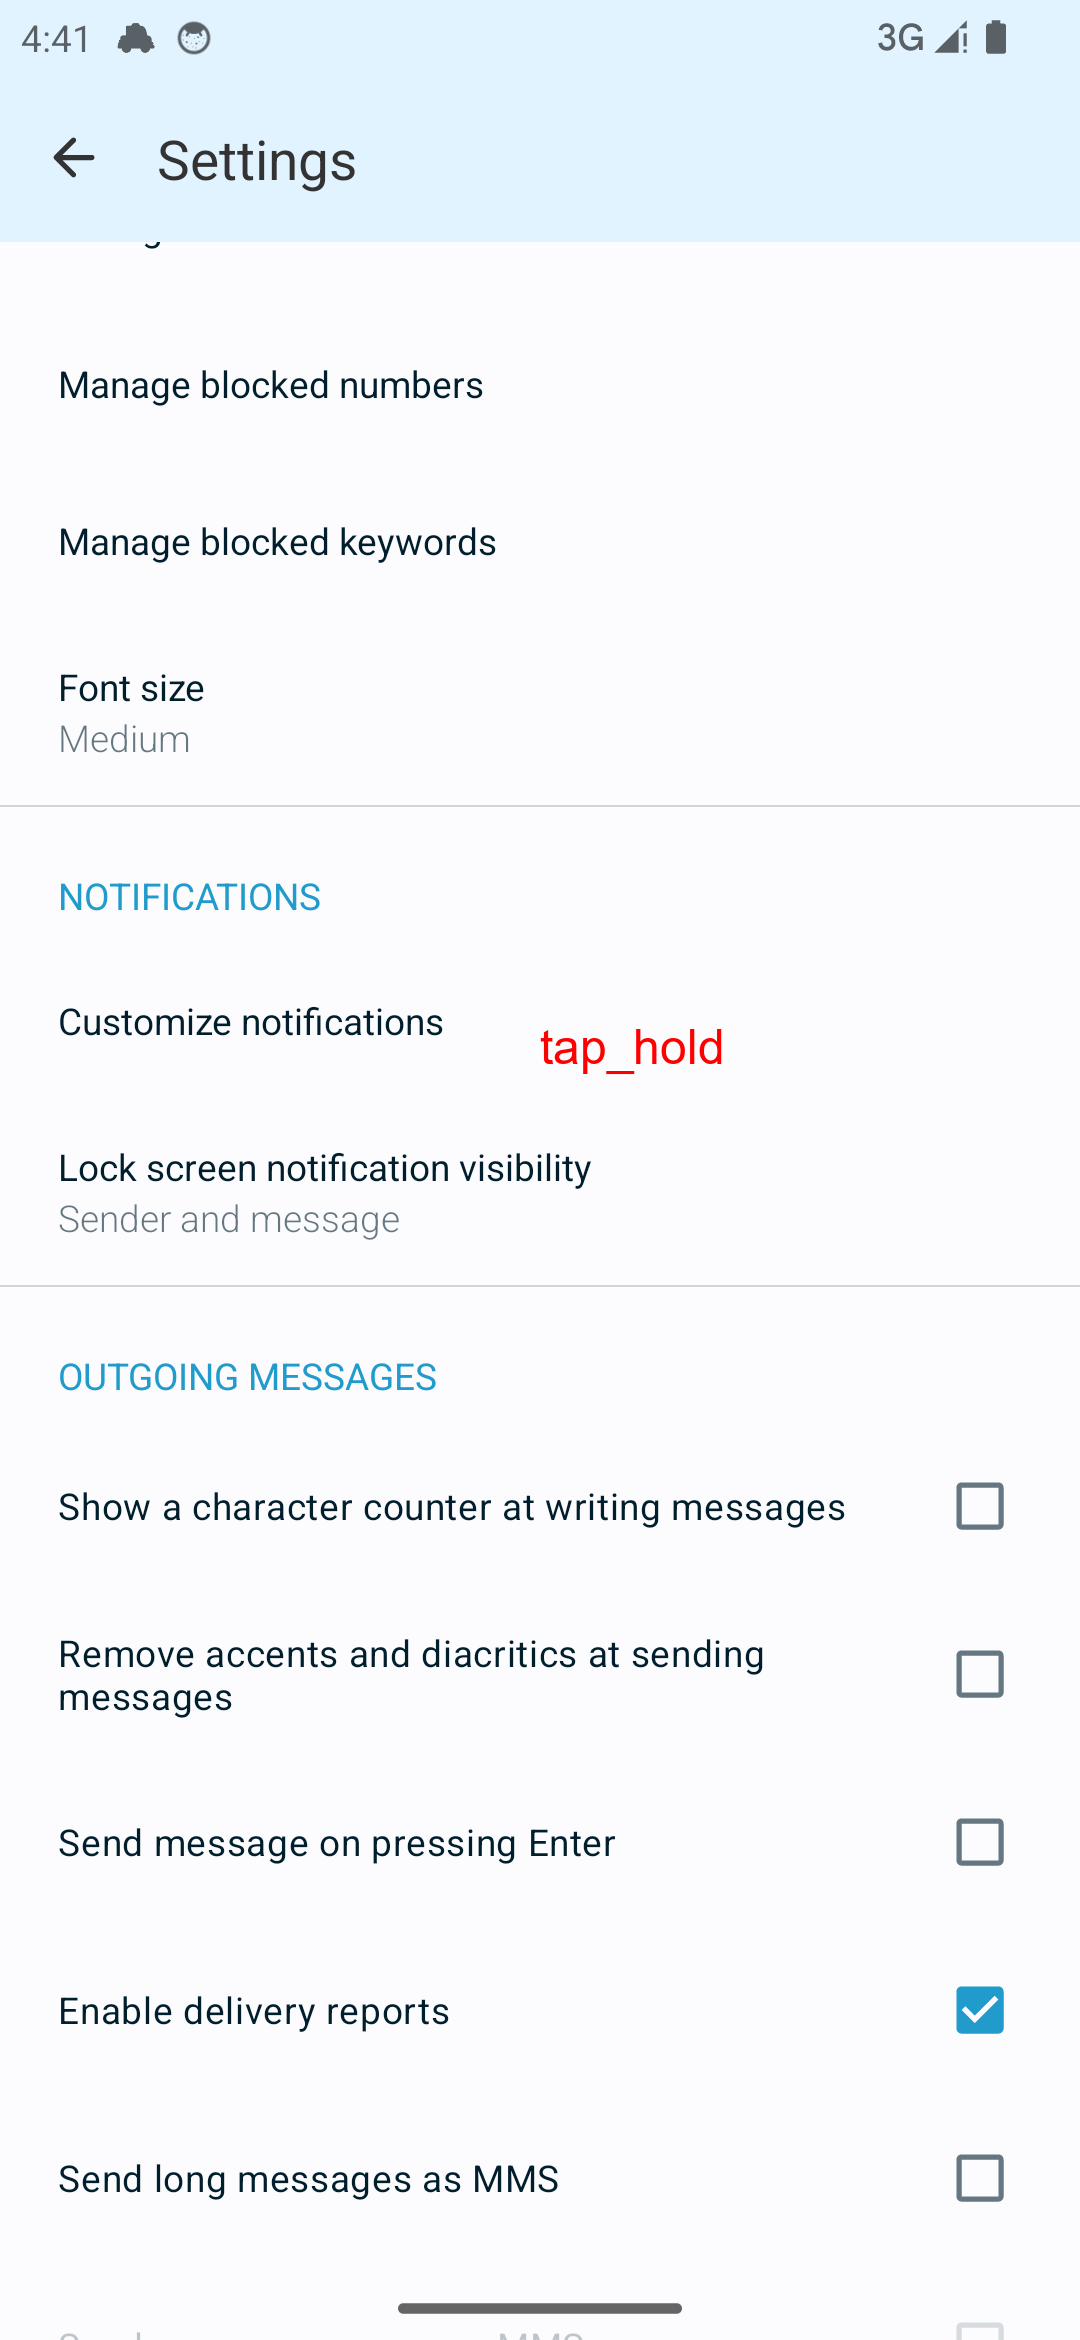 4:41
3G
Settings
Manage blocked numbers
Manage blocked keywords
Font size
Medium
NOTIFICATIONS
Customize notifications
tap_hold
Lock screen notification visibility
Sender and message
OUTGOING MESSAGES
Show a character counter at writing messages
Remove accents and diacritics at sending
messages
Send message on pressing Enter
Enable delivery reports
Send long messages as MMS